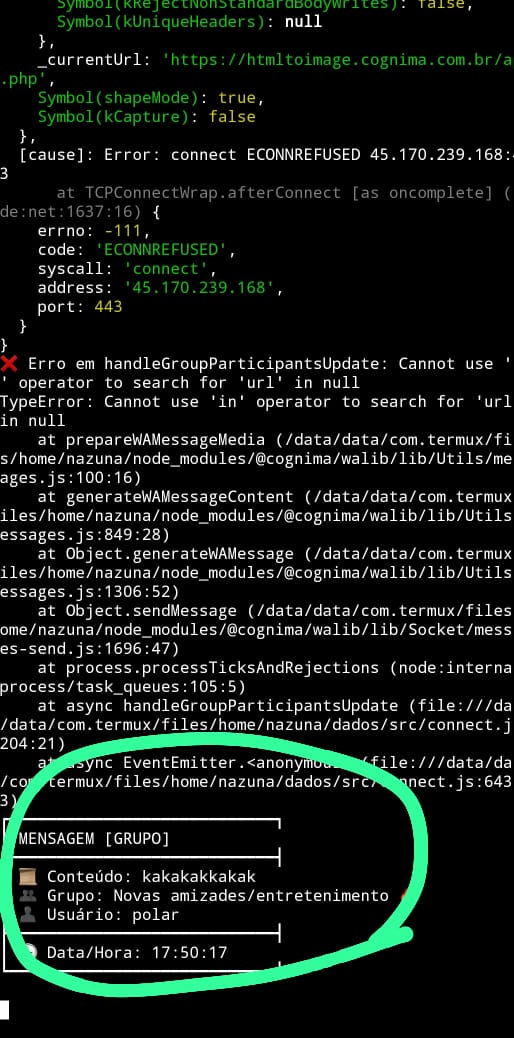 Symbol(kRejectNonStandardBodyWrites): false,
Symbol(kUniqueHeaders): null
},
_currentUrl: 'https://htmltoimage.cognima.com.br/a
.php',
Symbol(shapeMode): true,
Symbol(kCapture): false
},
[cause]: Error: connect ECONNREFUSED 45.170.239.168:4
3
at TCPConnectWrap.afterConnect [as oncomplete] (
de:net:1637:16) {
errno: -111,
code: 'ECONNREFUSED',
syscall: 'connect',
address: '45.170.239.168',
port: 443
}
}
❌ Erro em handleGroupParticipantsUpdate: Cannot use '
' operator to search for 'url' in null
TypeError: Cannot use 'in' operator to search for 'url
in null
at prepareWAMessageMedia (/data/data/com.termux/fi
s/home/nazuna/node_modules/@cognima/walib/lib/Utils/me
ages.js:100:16)
at generateWAMessageContent (/data/data/com.termux
iles/home/nazuna/node_modules/@cognima/walib/lib/Utils
essages.js:849:28)
at Object.generateWAMessage (/data/data/com.termux
iles/home/nazuna/node_modules/@cognima/walib/lib/Utils
essages.js:1306:52)
at Object.sendMessage (/data/data/com.termux/files
ome/nazuna/node_modules/@cognima/walib/lib/Socket/mess
es-send.js:1696:47)
at process.processTicksAndRejections (node:interna
process/task_queues:105:5)
at async handleGroupParticipantsUpdate (file:///da
/data/com.termux/files/home/nazuna/dados/src/connect.j
204:21)
at async EventEmitter.<anonymous> (file:///data/da
/com.termux/files/home/nazuna/dados/src/connect.js:643
3)
MENSAGEM [GRUPO]
📜 Conteúdo: kakakakkakak
👥 Grupo: Novas amizades/entretenimento
👤 Usuário: polar
🕒 Data/Hora: 17:50:17